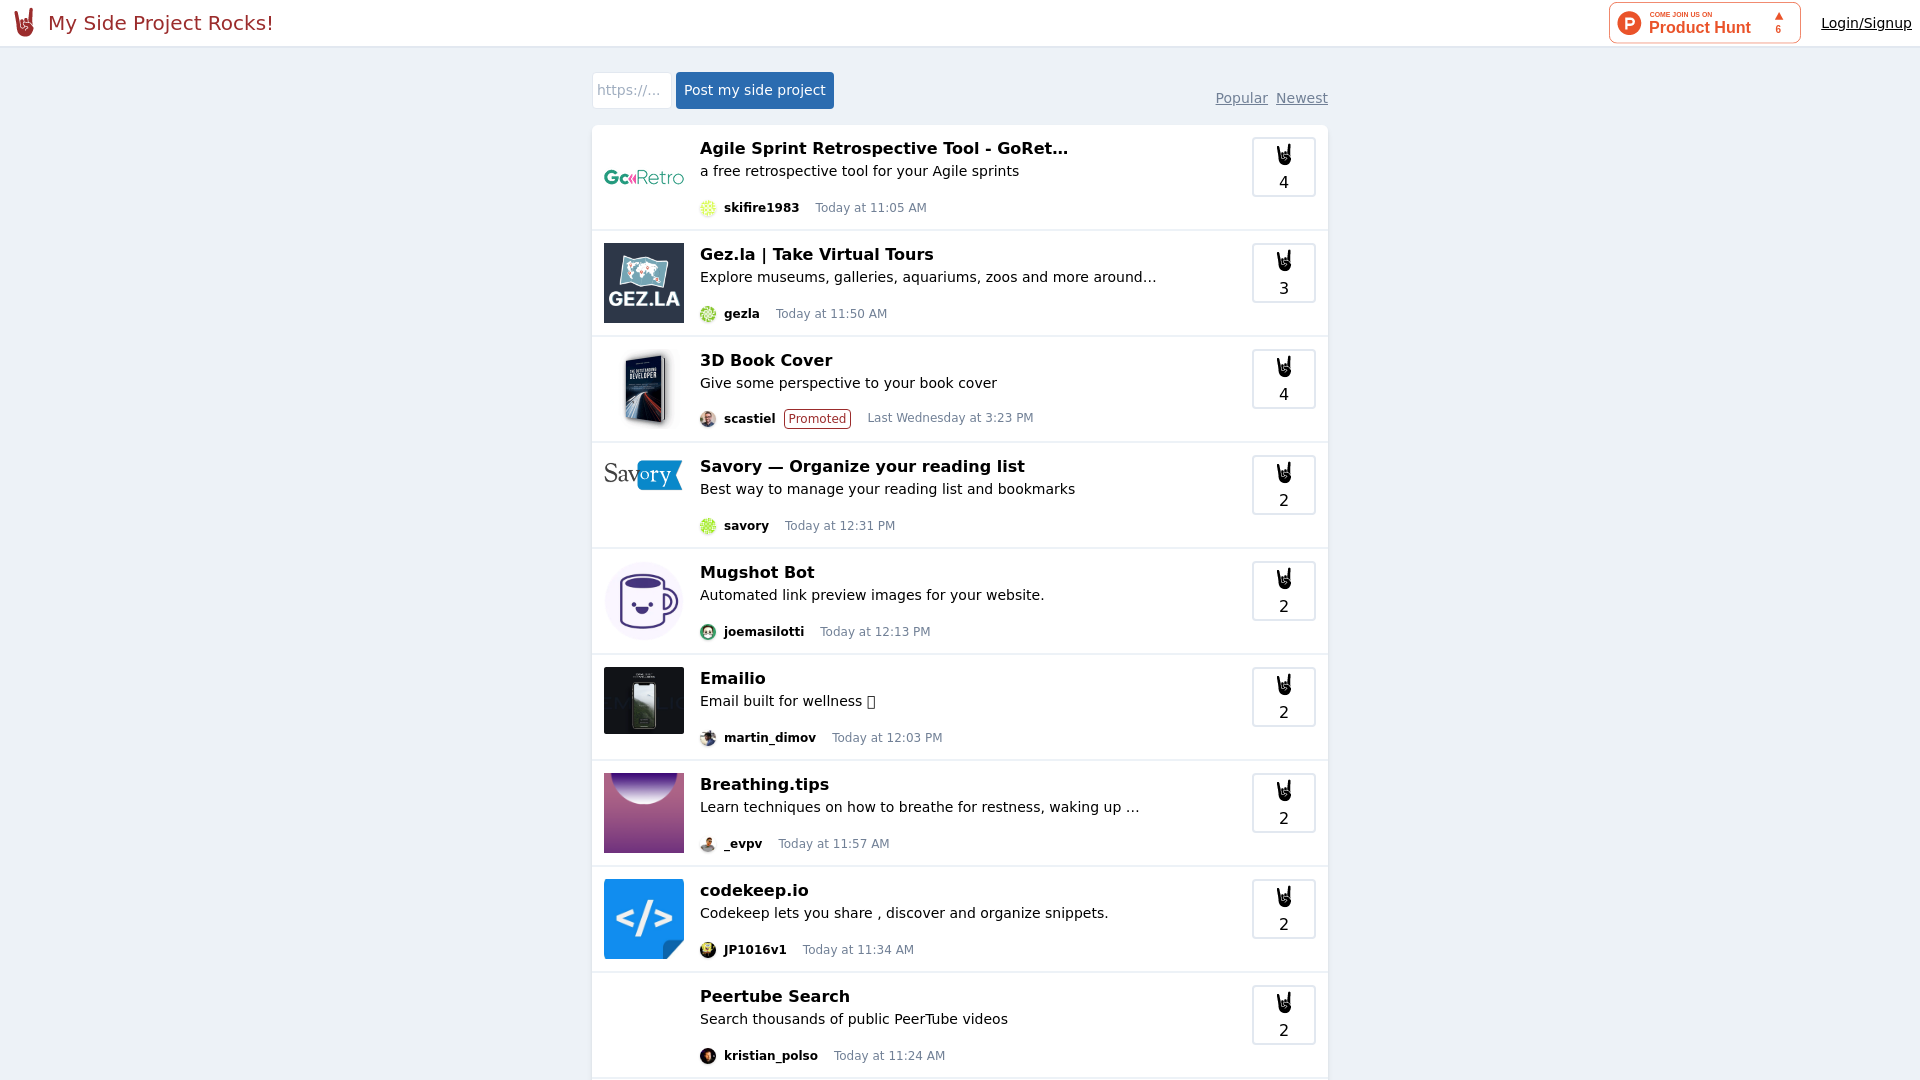 My Side Project Rocks!
COME JOIN US ON
Product Hunt
6
Login/Signup
https://...
Post my side project
Popular Newest
GoRetro
Agile Sprint Retrospective Tool - GoRet...
a free retrospective tool for your Agile sprints
skifire1983 Today at 11:05 AM
4
GEZ.LA
Gez.la | Take Virtual Tours
Explore museums, galleries, aquariums, zoos and more around...
gezla Today at 11:50 AM
3
DEVELOPER
3D Book Cover
Give some perspective to your book cover
scastiel Promoted Last Wednesday at 3:23 PM
4
Savory
Savory — Organize your reading list
Best way to manage your reading list and bookmarks
savory Today at 12:31 PM
2
Mugshot Bot
Automated link preview images for your website.
joemasilotti Today at 12:13 PM
2
Emailio
Email built for wellness
martin_dimov Today at 12:03 PM
2
Breathing.tips
Learn techniques on how to breathe for restness, waking up ...
_evpv Today at 11:57 AM
2
</>
codekeep.io
Codekeep lets you share , discover and organize snippets.
JP1016v1 Today at 11:34 AM
2
Peertube Search
Search thousands of public PeerTube videos
kristian_polso Today at 11:24 AM
2